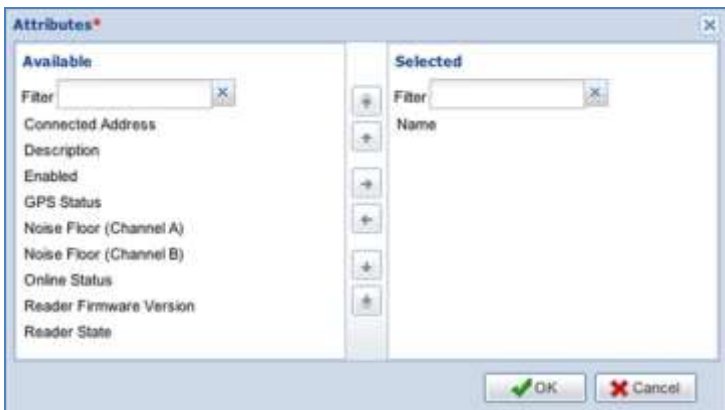 Attributes*
Available
Filter
Connected Address
Description
Enabled
GPS Status
Noise Floor (Channel A)
Noise Floor (Channel B)
Online Status
Reader Firmware Version
Reader State
Selected
Filter
Name
OK
Cancel